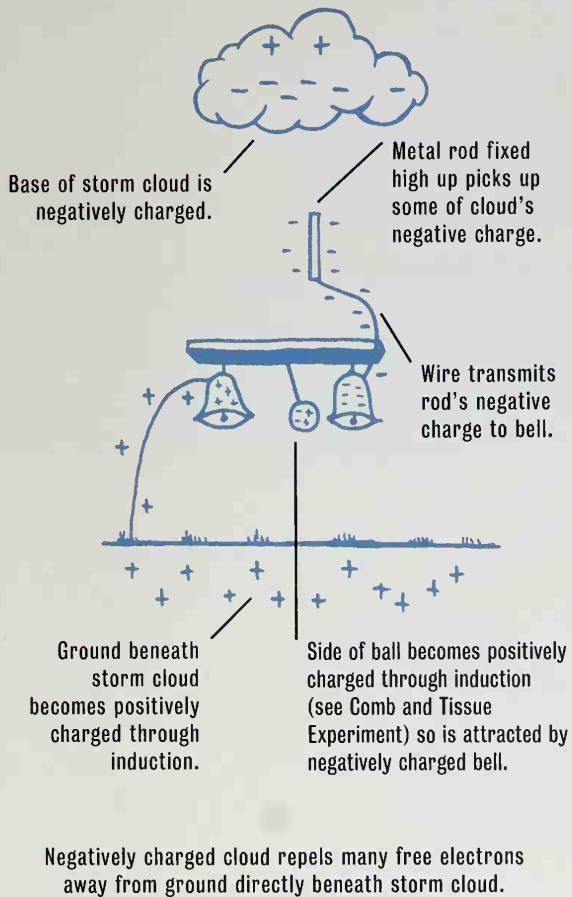 Base of storm cloud is
negatively charged.
Metal rod fixed
high up picks up
some of cloud's
negative charge.
Wire transmits
rod's negative
charge to bell.
Ground beneath
storm cloud
becomes positively
charged through
induction.
Side of ball becomes positively
charged through induction
(see Comb and Tissue
Experiment) so is attracted by
negatively charged bell.
Negatively charged cloud repels many free electrons
away from ground directly beneath storm cloud.